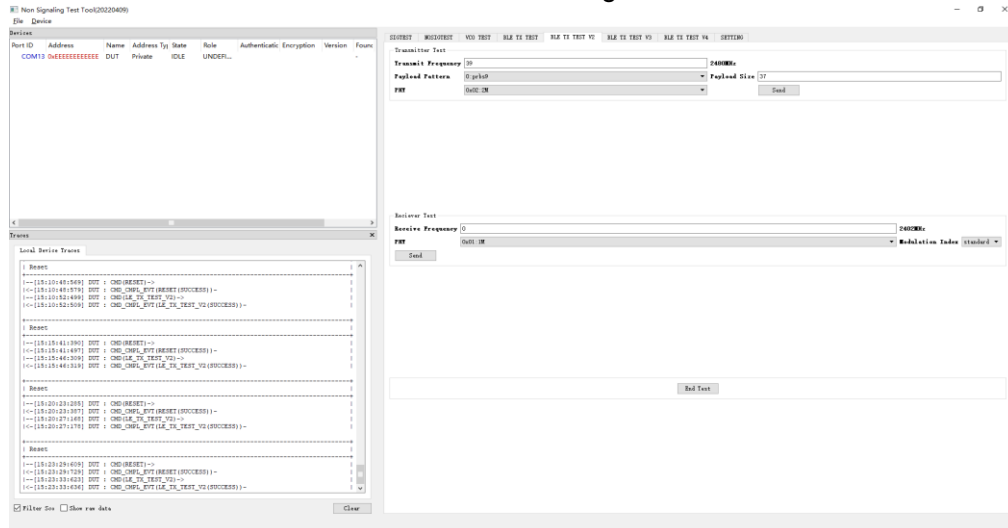 Non Signaling Test Tool(20220409)
File Device
Devices
Port ID Address Name Address Ty; State Role Authenticatic Encryption Version Founc
COM13 0xEEEEEEEEEEEE DUT Private IDLE UNDEFI... -
Traces
Local Device Traces
| Reset
|--[15:10:48:569] DUT : CMD(RESET)->
|<-[15:10:48:579] DUT : CMD_CMPL_EVT(RESET(SUCCESS))-
|--[15:10:52:499] DUT : CMD(LE_TX_TEST_V2)->
|<-[15:10:52:509] DUT : CMD_CMPL_EVT(LE_TX_TEST_V2(SUCCESS))-
| Reset
|--[15:15:41:390] DUT : CMD(RESET)->
|<-[15:15:41:497] DUT : CMD_CMPL_EVT(RESET(SUCCESS))-
|--[15:15:46:309] DUT : CMD(LE_TX_TEST_V2)->
|<-[15:15:46:319] DUT : CMD_CMPL_EVT(LE_TX_TEST_V2(SUCCESS))-
| Reset
|--[15:20:23:285] DUT : CMD(RESET)->
|<-[15:20:23:387] DUT : CMD_CMPL_EVT(RESET(SUCCESS))-
|--[15:20:27:168] DUT : CMD(LE_TX_TEST_V2)->
|<-[15:20:27:178] DUT : CMD_CMPL_EVT(LE_TX_TEST_V2(SUCCESS))-
| Reset
|--[15:23:29:609] DUT : CMD(RESET)->
|<-[15:23:29:729] DUT : CMD_CMPL_EVT(RESET(SUCCESS))-
|--[15:23:33:623] DUT : CMD(LE_TX_TEST_V2)->
|<-[15:23:33:636] DUT : CMD_CMPL_EVT(LE_TX_TEST_V2(SUCCESS))-
Filter Sco Show raw data Clear
SIGTEST NOSIGTEST VCO TEST BLE TX TEST BLE TX TEST V2 BLE TX TEST V3 BLE TX TEST V4 SETTING
Transmitter Test
Transmit Frequency 39 2480MHz
Payload Pattern 0:prbs9 Payload Size 37
PHY 0x02:2M Send
Reciever Test
Receive Frequency 0 2402MHz
PHY 0x01:1M Modulation Index standard
Send
End Test